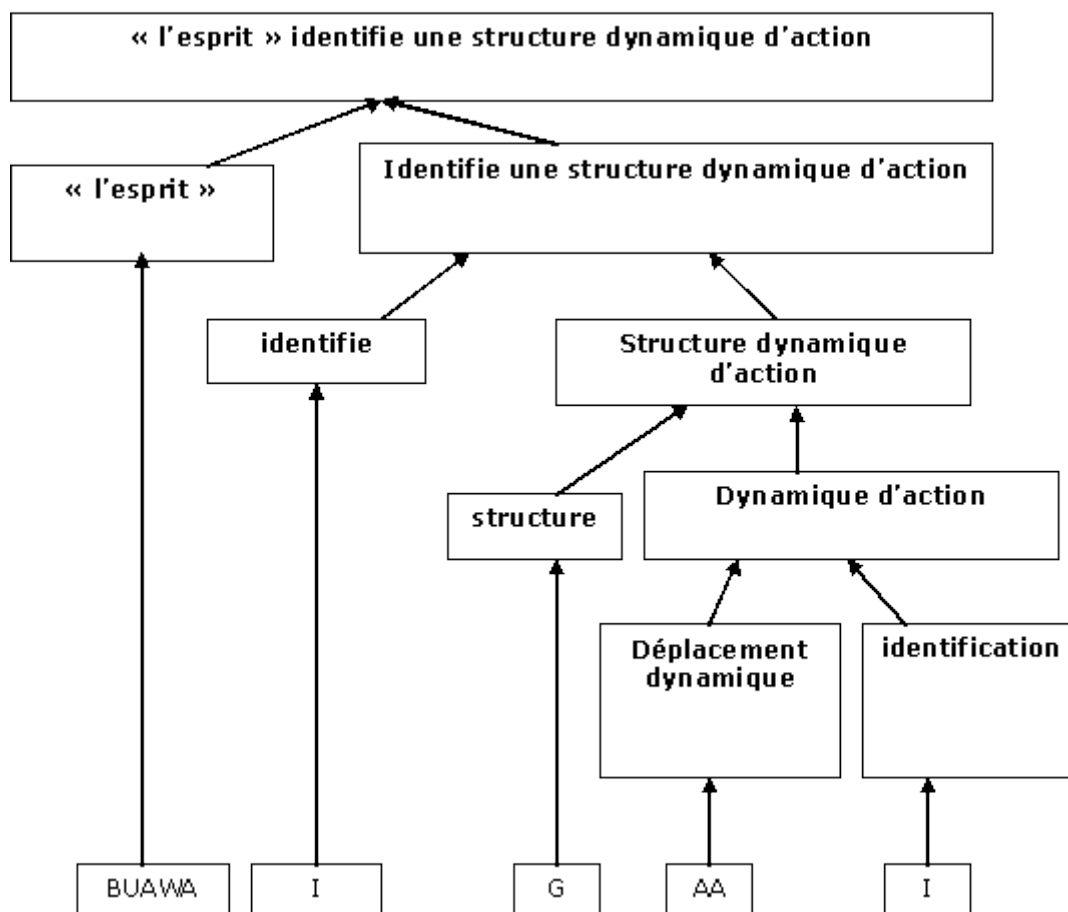 « l'esprit » identifie une structure dynamique d'action
« l'esprit »
Identifie une structure dynamique d'action
identifie
Structure dynamique
d'action
structure
Dynamique d'action
Déplacement
dynamique
identification
BUAWA
I
G
AA
I